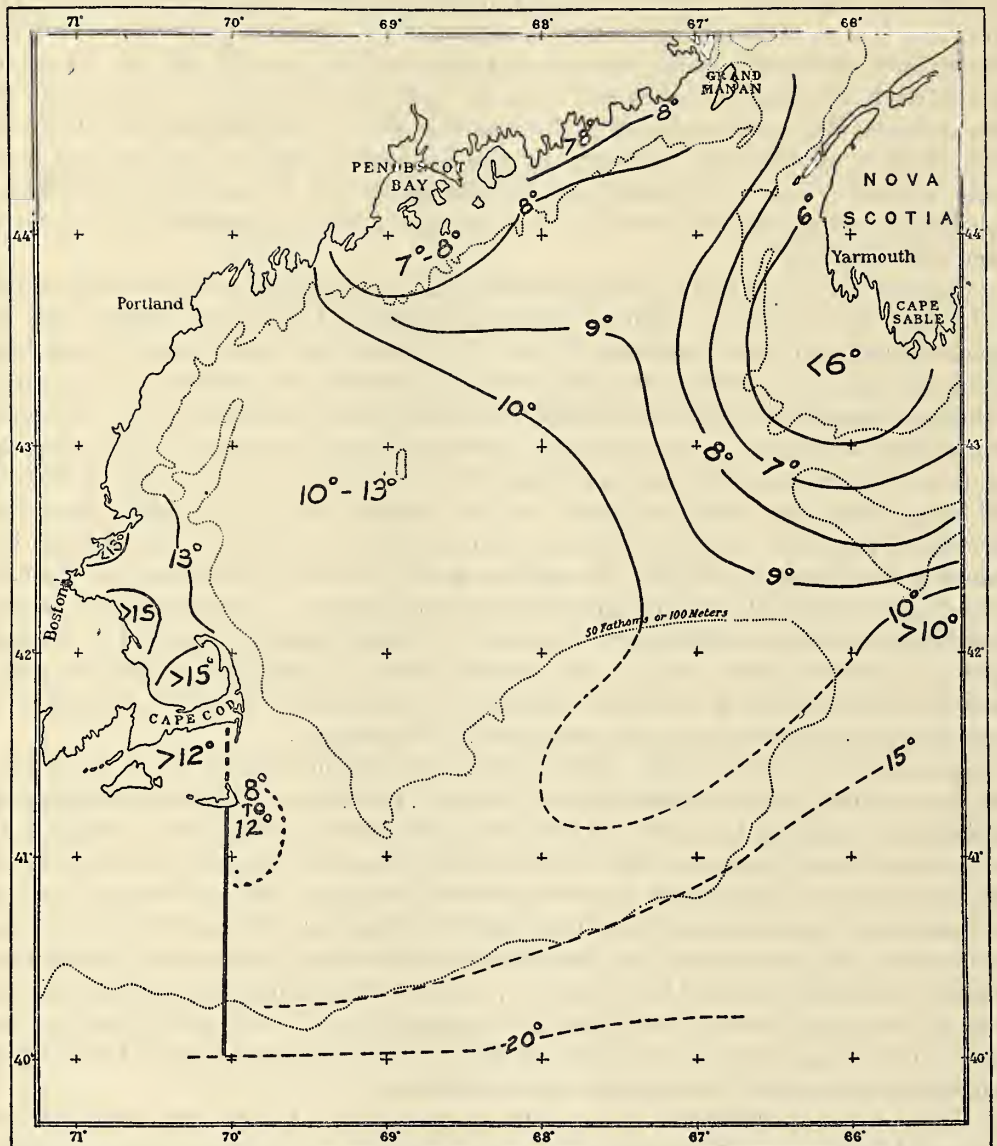 71° 70° 69° 68° 67° 66°
GRAND
MANAN
8°
>8°
PENOBSCOT
BAY
8°
NOVA
SCOTIA
6°
44° 44°
7°-8°
Yarmouth
Portland
CAPE
SABLE
9°
<6°
10°
43° 43°
8°
7°
10°-13°
<13°
13°
9°
Boston
>15
10°
>10°
50 Fathoms or 100 Meters
42° 42°
>15°
CAPE COD
>12°
15°
8°
TO
12°
41° 41°
20°
40° 40°
71° 70° 69° 68° 67° 66°